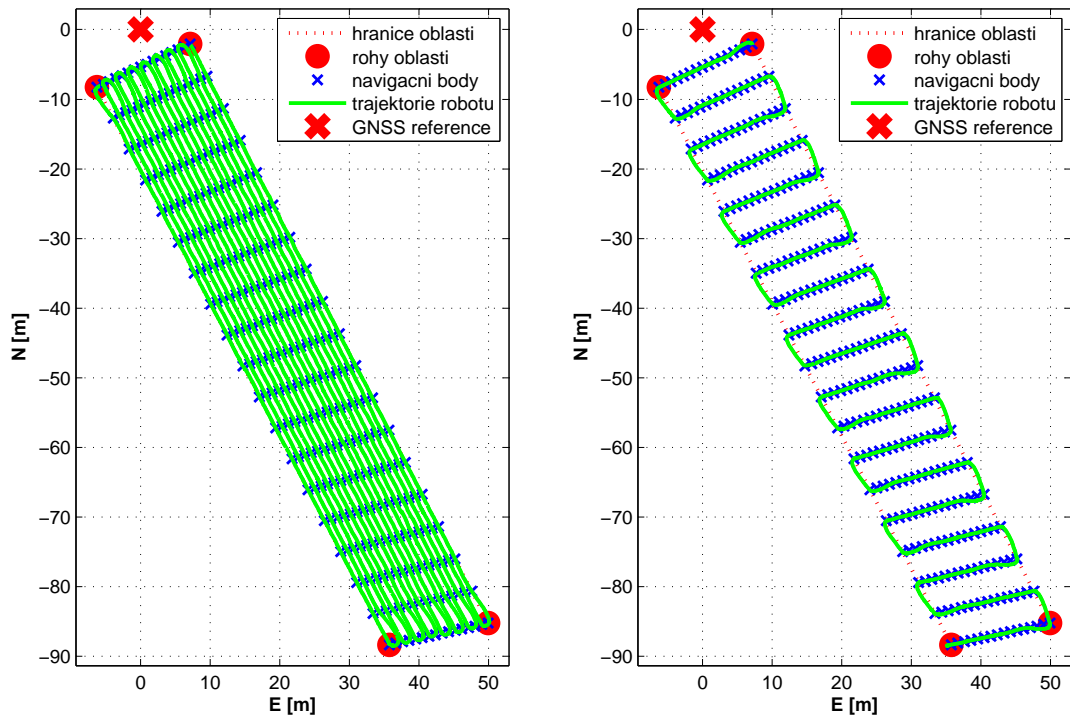 hranice oblasti
rohy oblasti
navigacni body
trajektorie robotu
GNSS reference
0
−10
−20
−30
−40
−50
−60
−70
−80
−90
N [m]
0 10 20 30 40 50
E [m]
hranice oblasti
rohy oblasti
navigacni body
trajektorie robotu
GNSS reference
0
−10
−20
−30
−40
−50
−60
−70
−80
−90
N [m]
0 10 20 30 40 50
E [m]